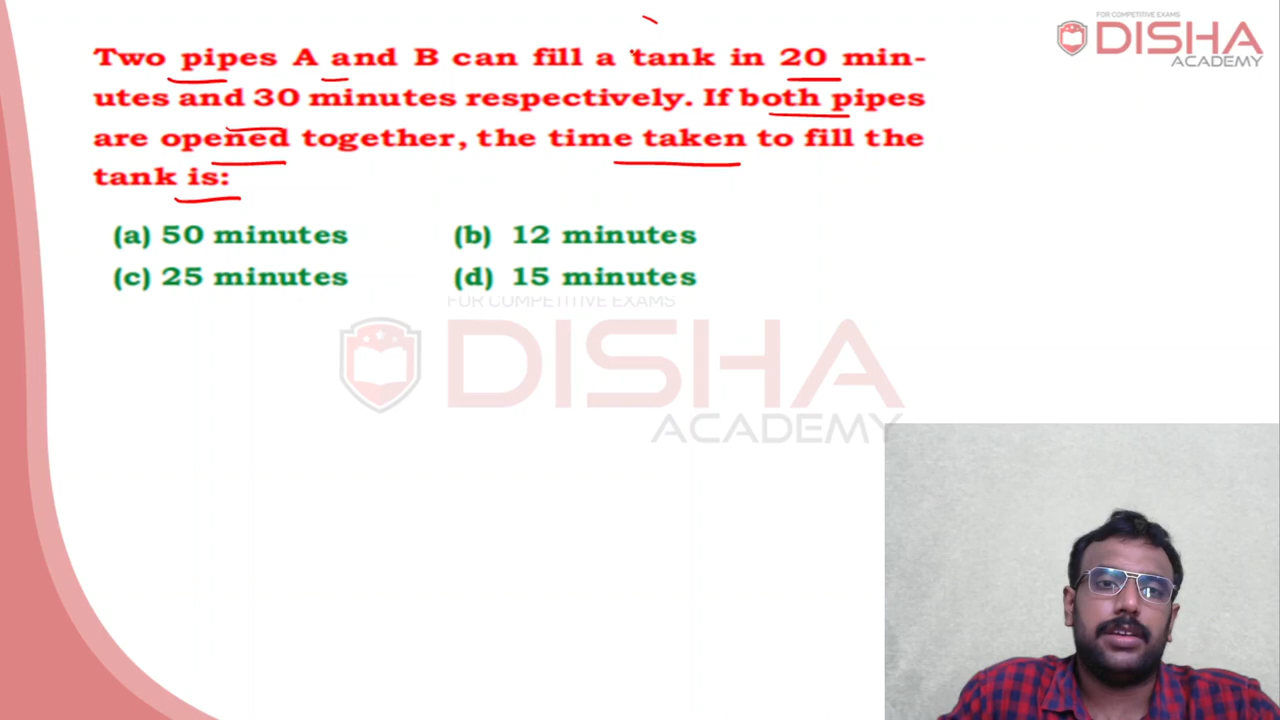 FOR COMPETITIVE EXAMS
DISHA
ACADEMY
Two pipes A and B can fill a tank in 20 min-
utes and 30 minutes respectively. If both pipes
are opened together, the time taken to fill the
tank is:
(a) 50 minutes (b) 12 minutes
(c) 25 minutes (d) 15 minutes
FOR COMPETITIVE EXAMS
DISHA
ACADEMY